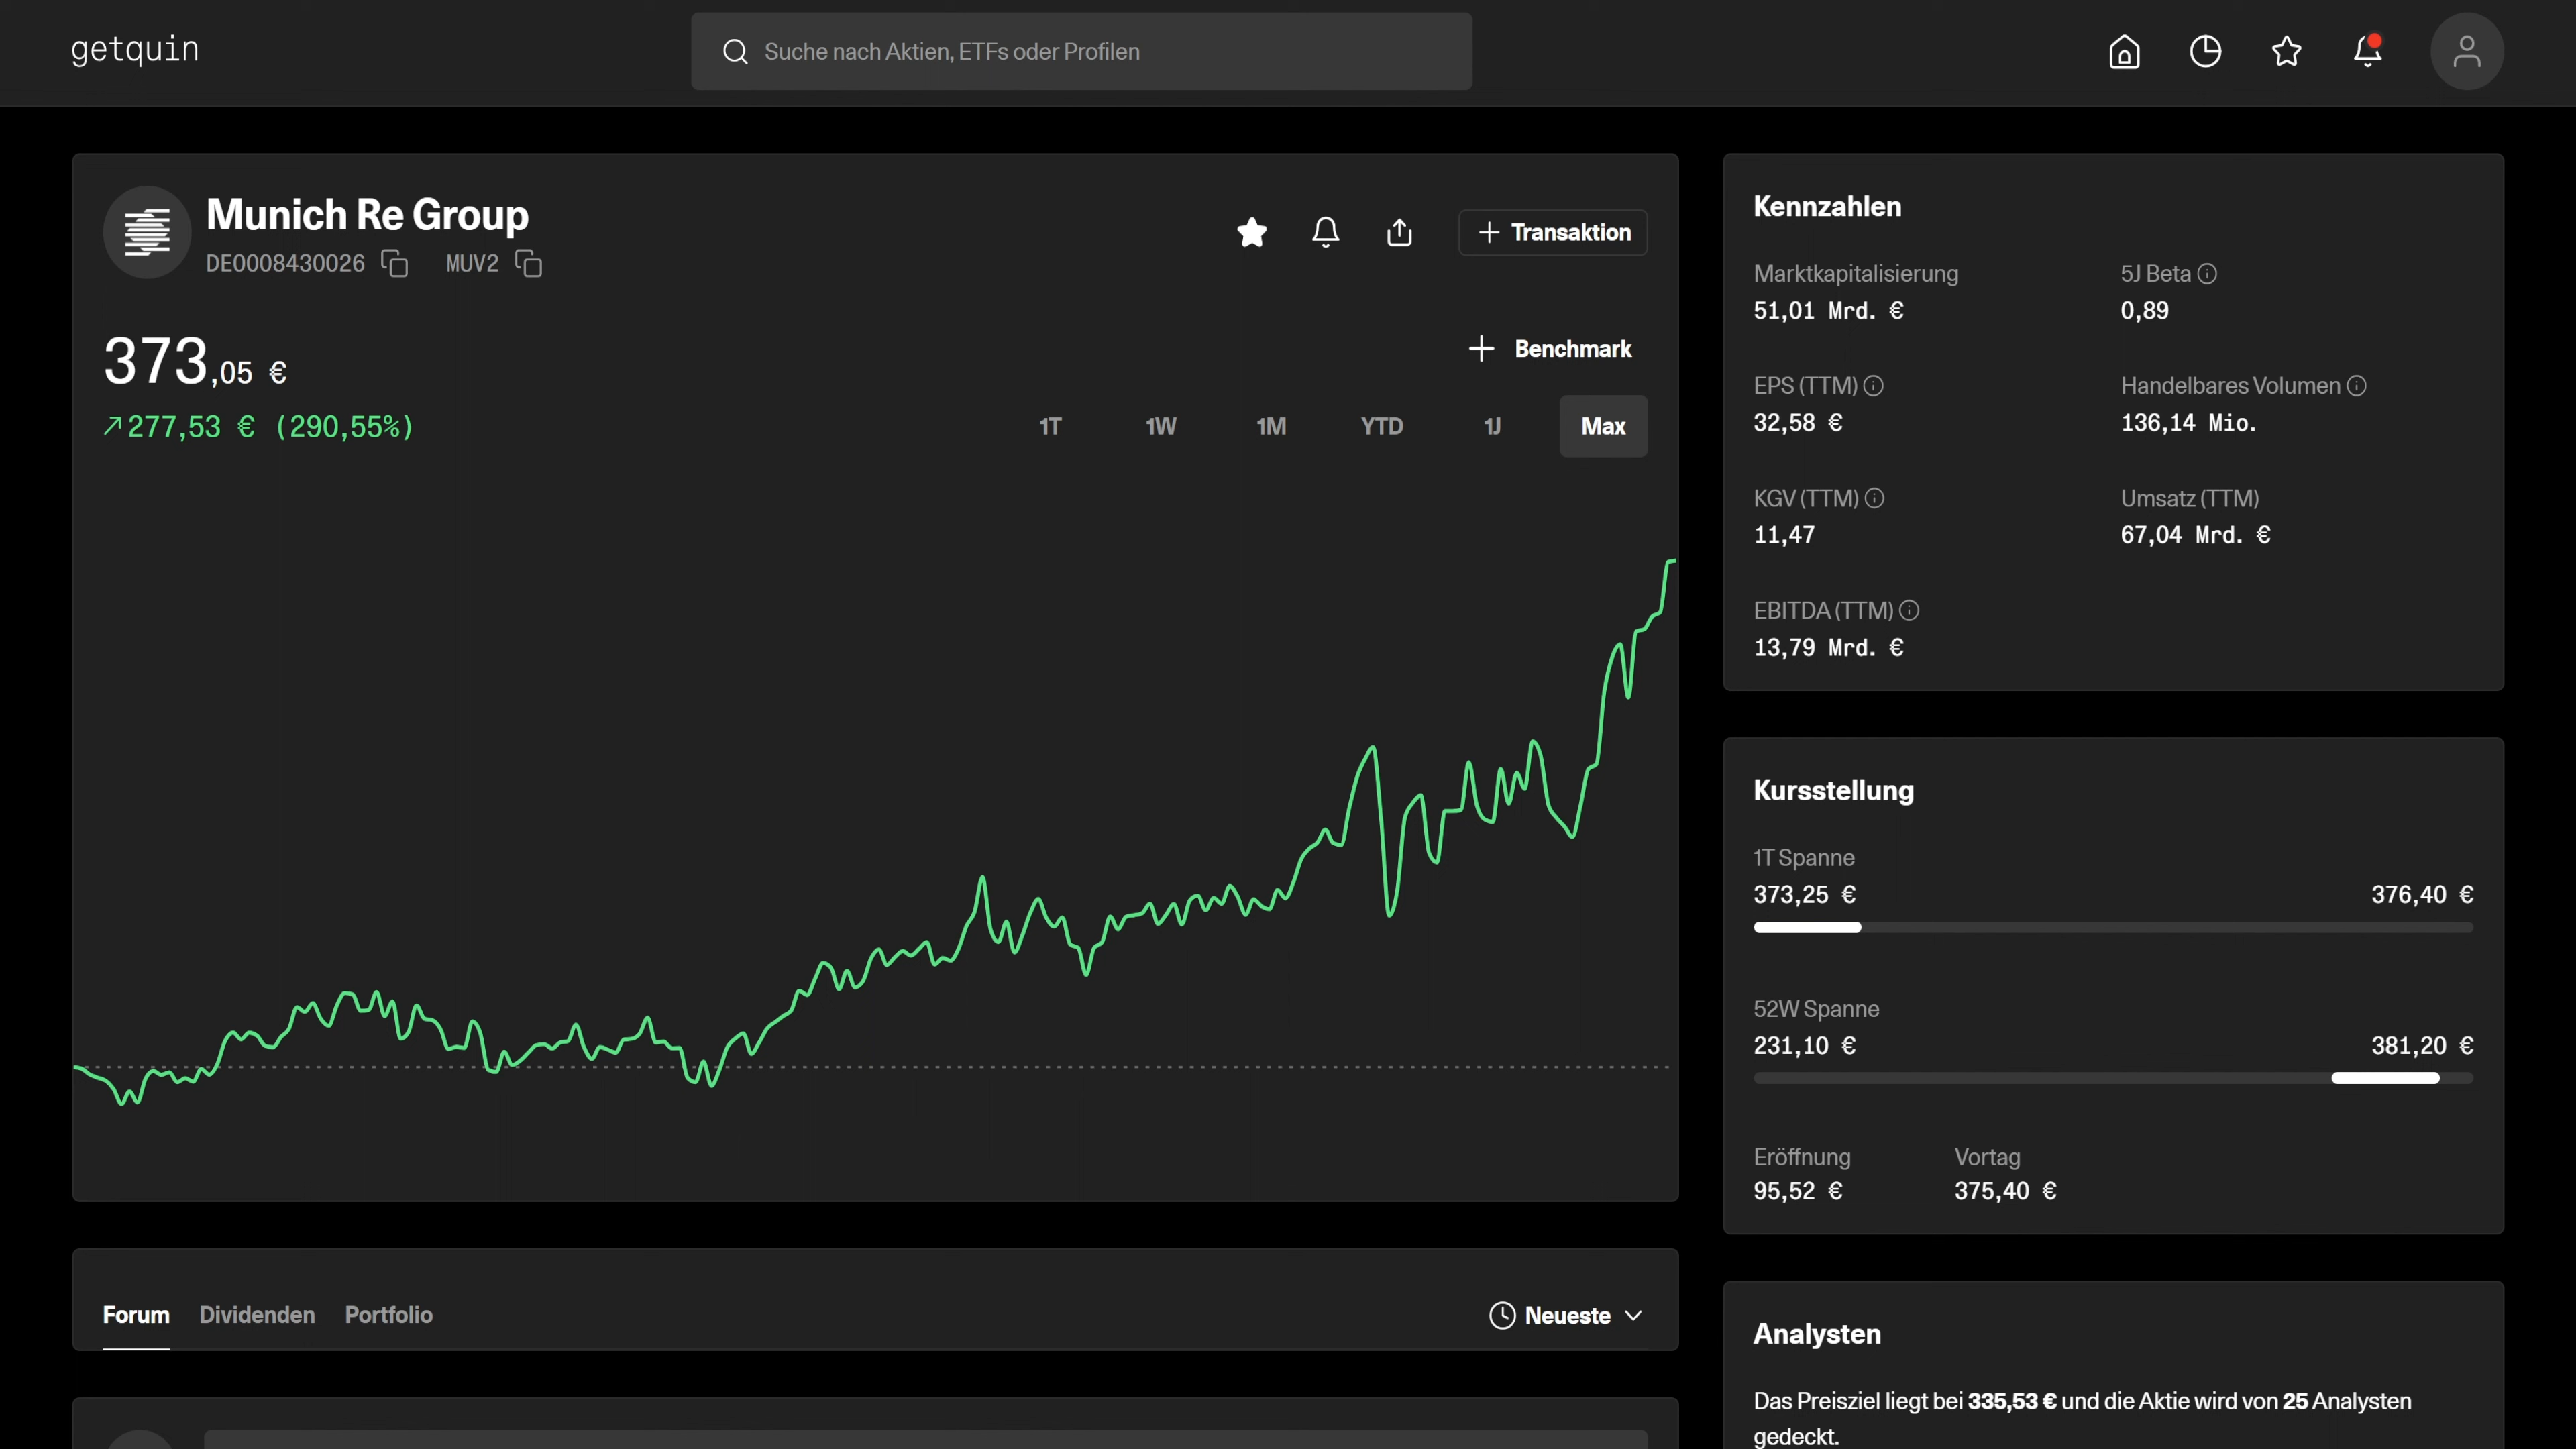 getquin
Suche nach Aktien, ETFs oder Profilen
Munich Re Group
DE0008430026 MUV2
Transaktion
373,05 €
Benchmark
277,53 € (290,55%)
1T 1W 1M YTD 1J Max
Kennzahlen
Marktkapitalisierung 5J Beta
51,01 Mrd. € 0,89
EPS (TTM) Handelbares Volumen
32,58 € 136,14 Mio.
KGV (TTM) Umsatz (TTM)
11,47 67,04 Mrd. €
EBITDA (TTM)
13,79 Mrd. €
Kursstellung
1T Spanne
373,25 € 376,40 €
52W Spanne
231,10 € 381,20 €
Eröffnung Vortag
95,52 € 375,40 €
Forum Dividenden Portfolio Neueste
Analysten
Das Preisziel liegt bei 335,53 € und die Aktie wird von 25 Analysten
gedeckt.